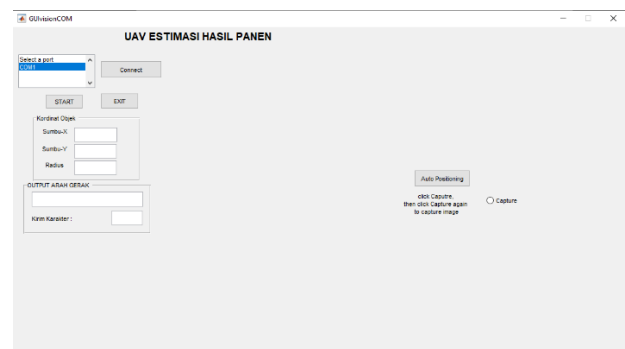 GUIvisionCOM
UAV ESTIMASI HASIL PANEN
Select a port
COM1
Connect
START
EXIT
Kordinat Objek
Sumbu-X
Sumbu-Y
Radius
OUTPUT ARAH GERAK
Kirim Karakter :
Auto Positioning
click Caputre,
then click Capture again
to capture image
Capture